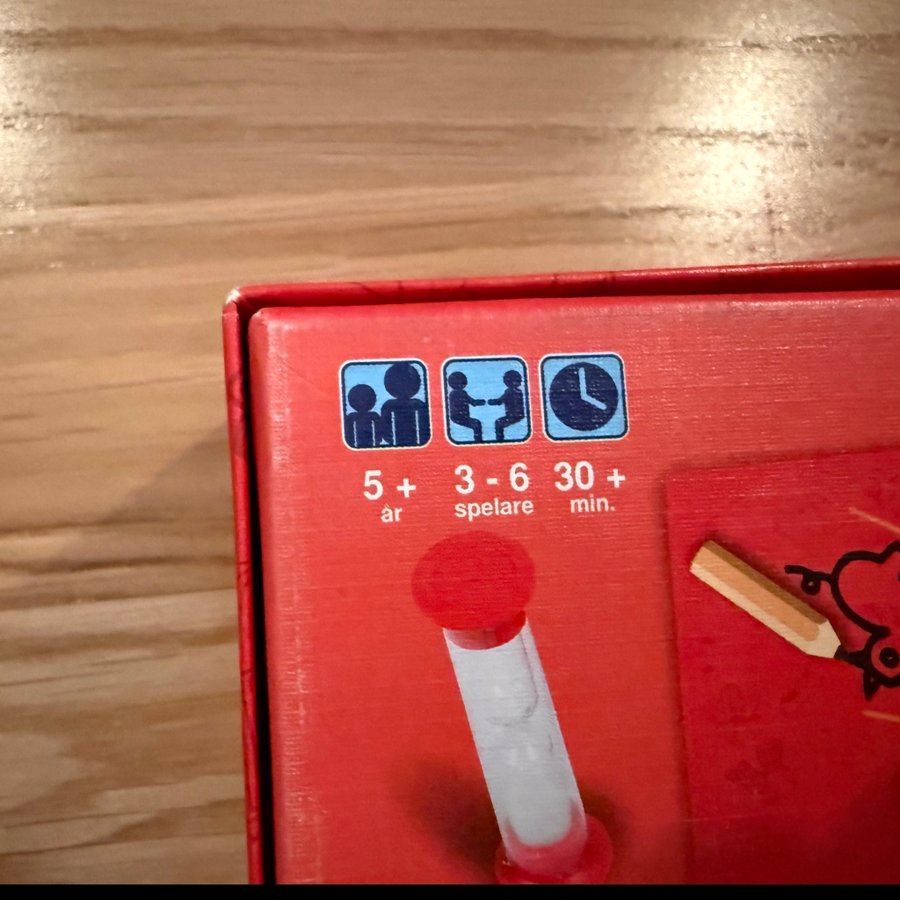 5 + 3 - 6 30 +
år spelare min.